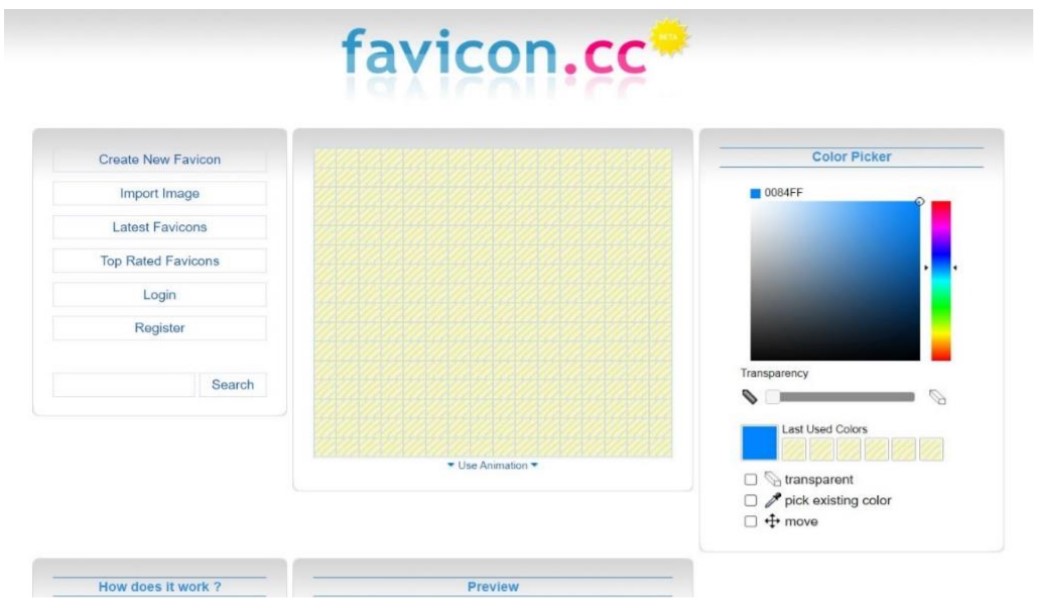 favicon.cc
BETA
Create New Favicon
Import Image
Latest Favicons
Top Rated Favicons
Login
Register
Search
Use Animation
Color Picker
0084FF
Transparency
Last Used Colors
transparent
pick existing color
move
How does it work ?
Preview